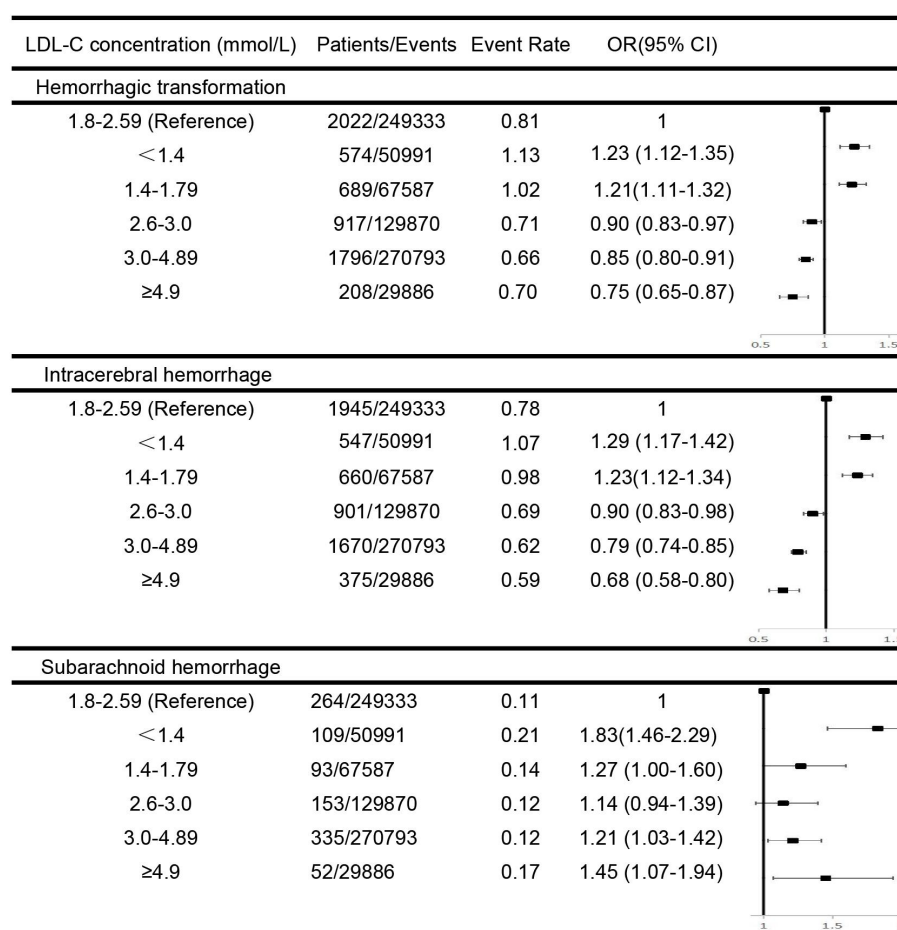 LDL-C concentration (mmol/L) Patients/Events Event Rate OR(95% CI)
Hemorrhagic transformation
1.8-2.59 (Reference) 2022/249333 0.81 1
＜1.4 574/50991 1.13 1.23 (1.12-1.35)
1.4-1.79 689/67587 1.02 1.21(1.11-1.32)
2.6-3.0 917/129870 0.71 0.90 (0.83-0.97)
3.0-4.89 1796/270793 0.66 0.85 (0.80-0.91)
≥4.9 208/29886 0.70 0.75 (0.65-0.87)
0.5 1 1.5
Intracerebral hemorrhage
1.8-2.59 (Reference) 1945/249333 0.78 1
＜1.4 547/50991 1.07 1.29 (1.17-1.42)
1.4-1.79 660/67587 0.98 1.23(1.12-1.34)
2.6-3.0 901/129870 0.69 0.90 (0.83-0.98)
3.0-4.89 1670/270793 0.62 0.79 (0.74-0.85)
≥4.9 375/29886 0.59 0.68 (0.58-0.80)
0.5 1 1.5
Subarachnoid hemorrhage
1.8-2.59 (Reference) 264/249333 0.11 1
＜1.4 109/50991 0.21 1.83(1.46-2.29)
1.4-1.79 93/67587 0.14 1.27 (1.00-1.60)
2.6-3.0 153/129870 0.12 1.14 (0.94-1.39)
3.0-4.89 335/270793 0.12 1.21 (1.03-1.42)
≥4.9 52/29886 0.17 1.45 (1.07-1.94)
1 1.5